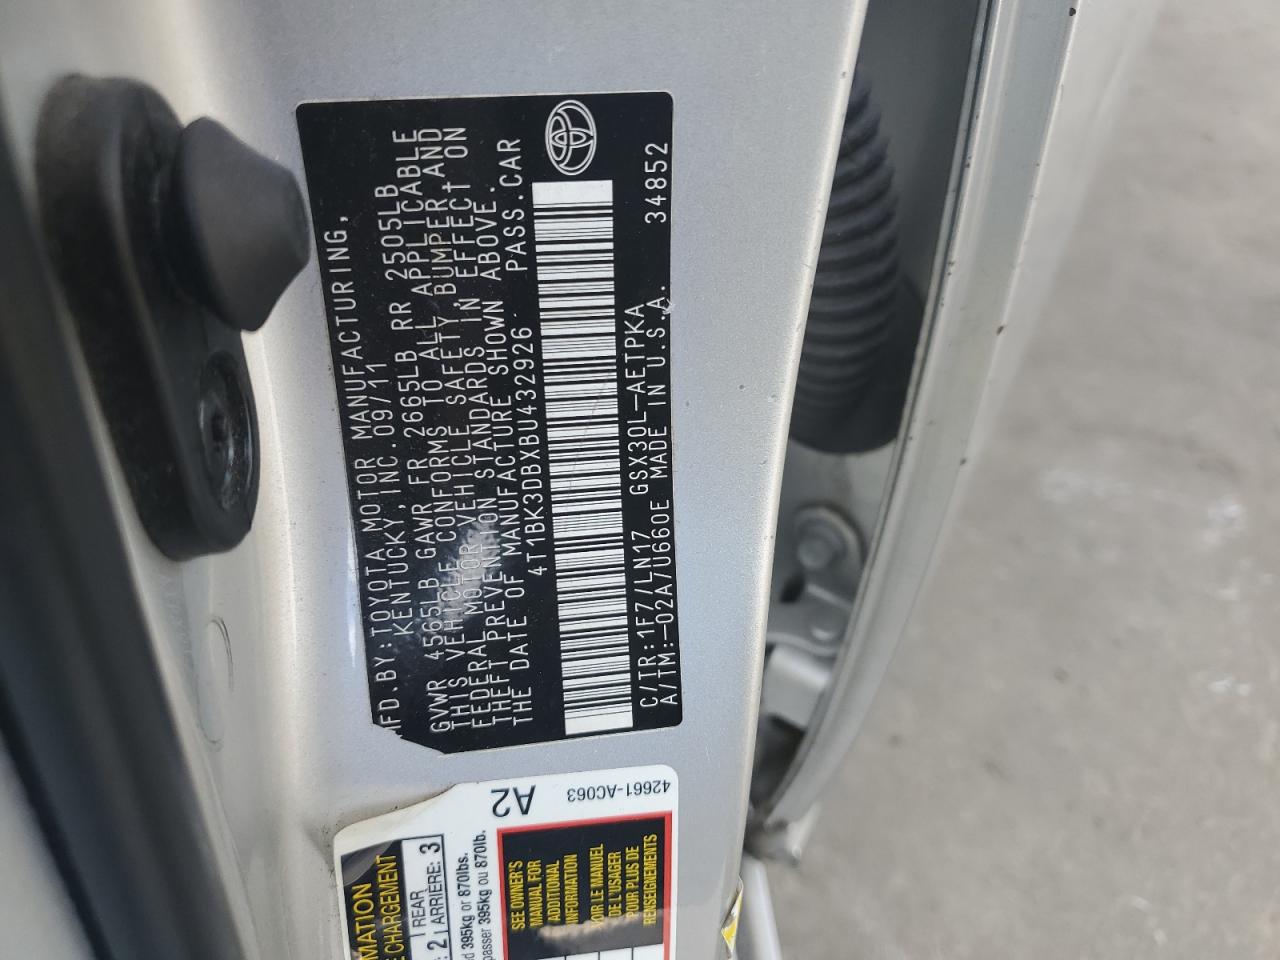 MFD.BY:TOYOTA MOTOR MANUFACTURING,
KENTUCKY,INC. 09/11
GVWR 4565LB GAWR FR 2665LB RR 2505LB
THIS VEHICLE CONFORMS TO ALL APPLICABLE
FEDERAL MOTOR VEHICLE SAFETY, BUMPER, AND
THEFT PREVENTION STANDARDS IN EFFECT ON
THE DATE OF MANUFACTURE SHOWN ABOVE.
4T1BK3DBXBU432926 PASS.CAR
C/TR:1F7/LN17 GSX30L-AETPKA 34852
A/TM:-02A/U660E MADE IN U.S.A.
A2
42661-AC063
CHARGEMENT
2 REAR
ARRIÈRE: 3
395kg or 870lbs.
passer 395kg ou 870lb.
SEE OWNER'S
MANUAL FOR
ADDITIONAL
INFORMATION
VOIR LE MANUEL
DE L'USAGER
POUR PLUS DE
RENSEIGNEMENTS